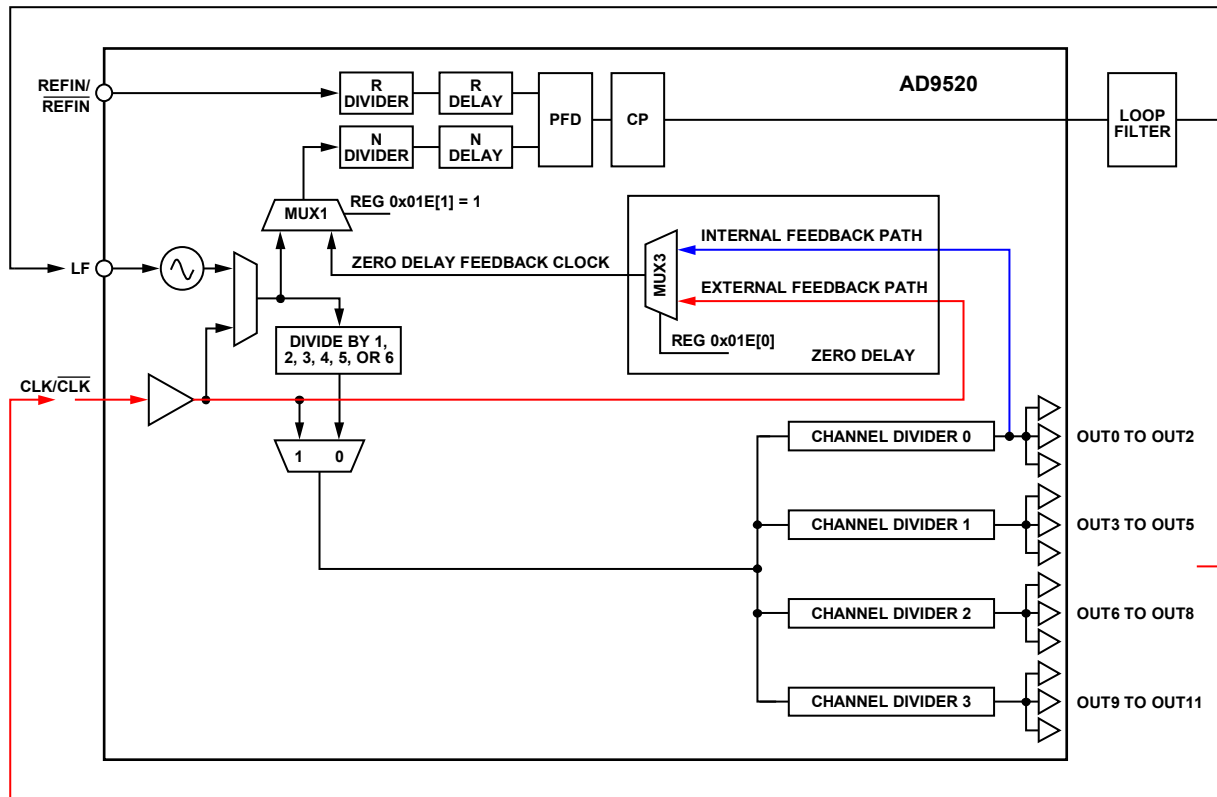 AD9520
REFIN/
REFIN
R
DIVIDER
R
DELAY
N
DIVIDER
N
DELAY
PFD
CP
LOOP
FILTER
REG 0x01E[1] = 1
MUX1
INTERNAL FEEDBACK PATH
ZERO DELAY FEEDBACK CLOCK
MUX3
EXTERNAL FEEDBACK PATH
REG 0x01E[0]
ZERO DELAY
LF
DIVIDE BY 1,
2, 3, 4, 5, OR 6
CLK/CLK
1 0
CHANNEL DIVIDER 0
OUT0 TO OUT2
CHANNEL DIVIDER 1
OUT3 TO OUT5
CHANNEL DIVIDER 2
OUT6 TO OUT8
CHANNEL DIVIDER 3
OUT9 TO OUT11